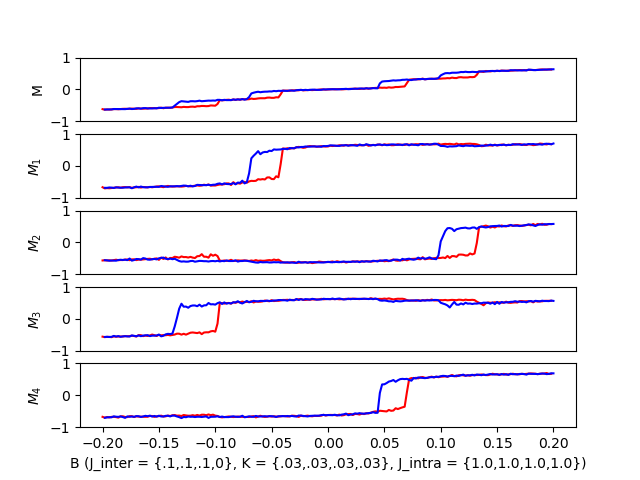 1
0
−1
M
1
0
−1
M₁
1
0
−1
M₂
1
0
−1
M₃
1
0
−1
M₄
−0.20 −0.15 −0.10 −0.05 0.00 0.05 0.10 0.15 0.20
B (J_inter = {.1,.1,.1,0}, K = {.03,.03,.03,.03}, J_intra = {1.0,1.0,1.0,1.0})